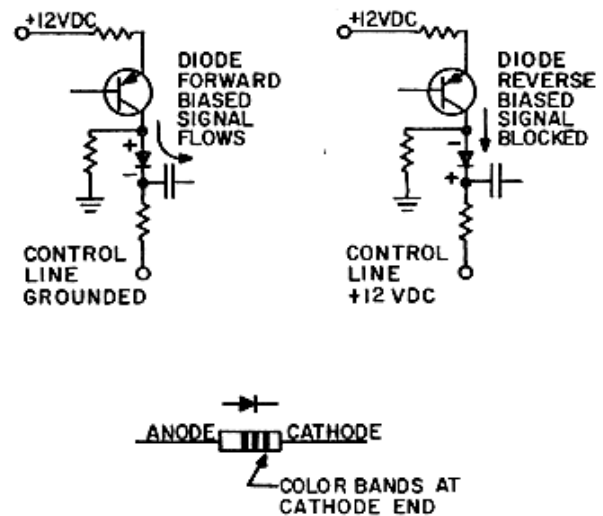 +12VDC
DIODE
FORWARD
BIASED
SIGNAL
FLOWS
+
-
CONTROL
LINE
GROUNDED
+12VDC
DIODE
REVERSE
BIASED
SIGNAL
BLOCKED
-
+
CONTROL
LINE
+12 VDC
ANODE CATHODE
COLOR BANDS AT
CATHODE END